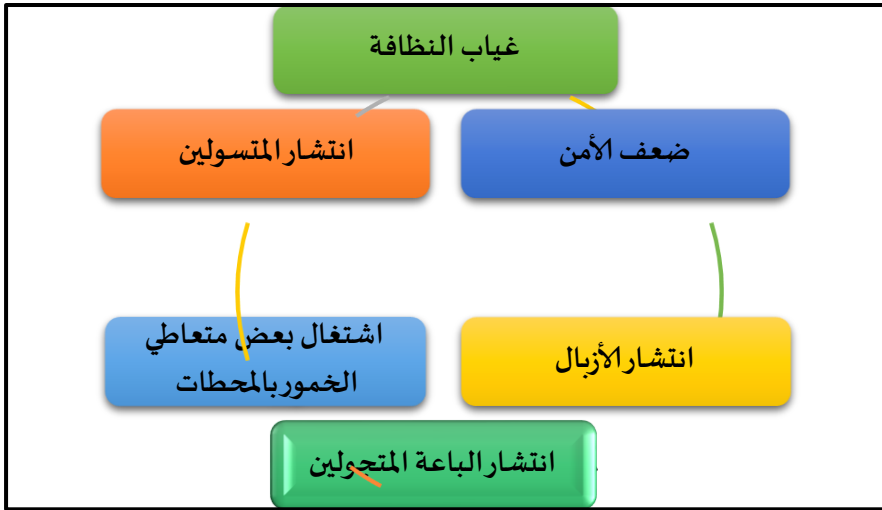 غياب النظافة
ضعف الأمن
انتشار المتسولين
انتشار الأزبال
اشتغال بعض متعاطي
الخمور بالمحطات
انتشار الباعة المتجولين